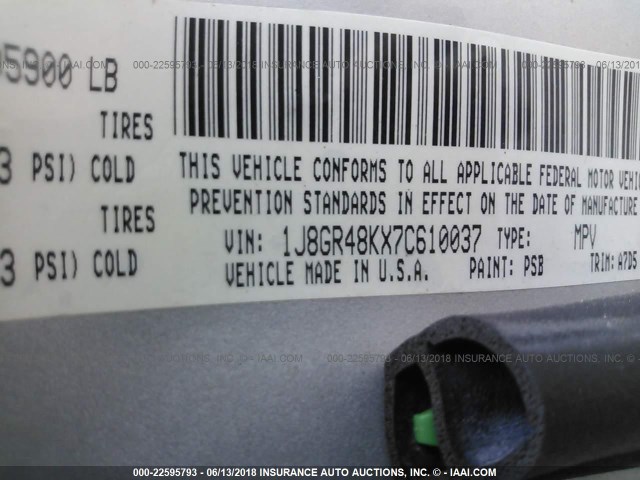 5900 LB
TIRES
3 PSI) COLD
TIRES
3 PSI) COLD
THIS VEHICLE CONFORMS TO ALL APPLICABLE FEDERAL MOTOR VEHIC
PREVENTION STANDARDS IN EFFECT ON THE DATE OF MANUFACTURE
VIN: 1J8GR48KX7C610037 TYPE: MPV
VEHICLE MADE IN U.S.A. PAINT: PSB TRIM: A7D5
000-22595793 - 06/13/2018 INSURANCE AUTO AUCTIONS - © - IAAI.COM